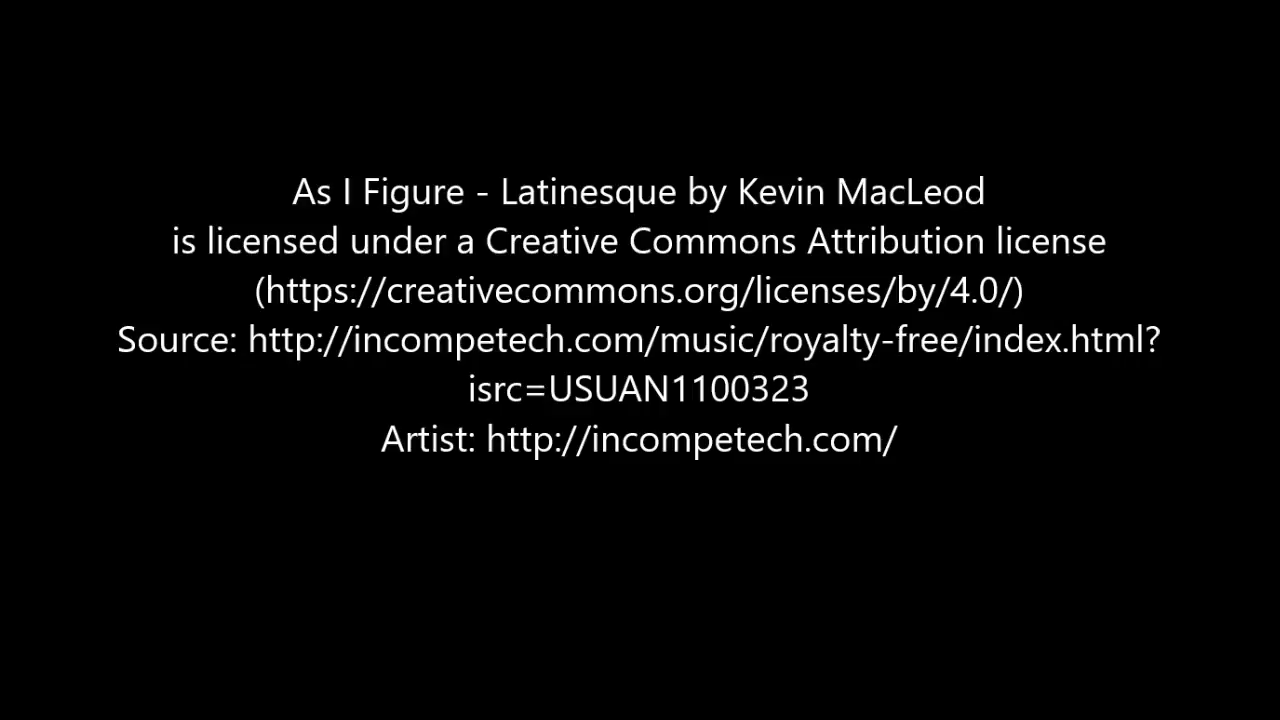 As I Figure - Latinesque by Kevin MacLeod
is licensed under a Creative Commons Attribution license
(https://creativecommons.org/licenses/by/4.0/)
Source: http://incompetech.com/music/royalty-free/index.html?
isrc=USUAN1100323
Artist: http://incompetech.com/